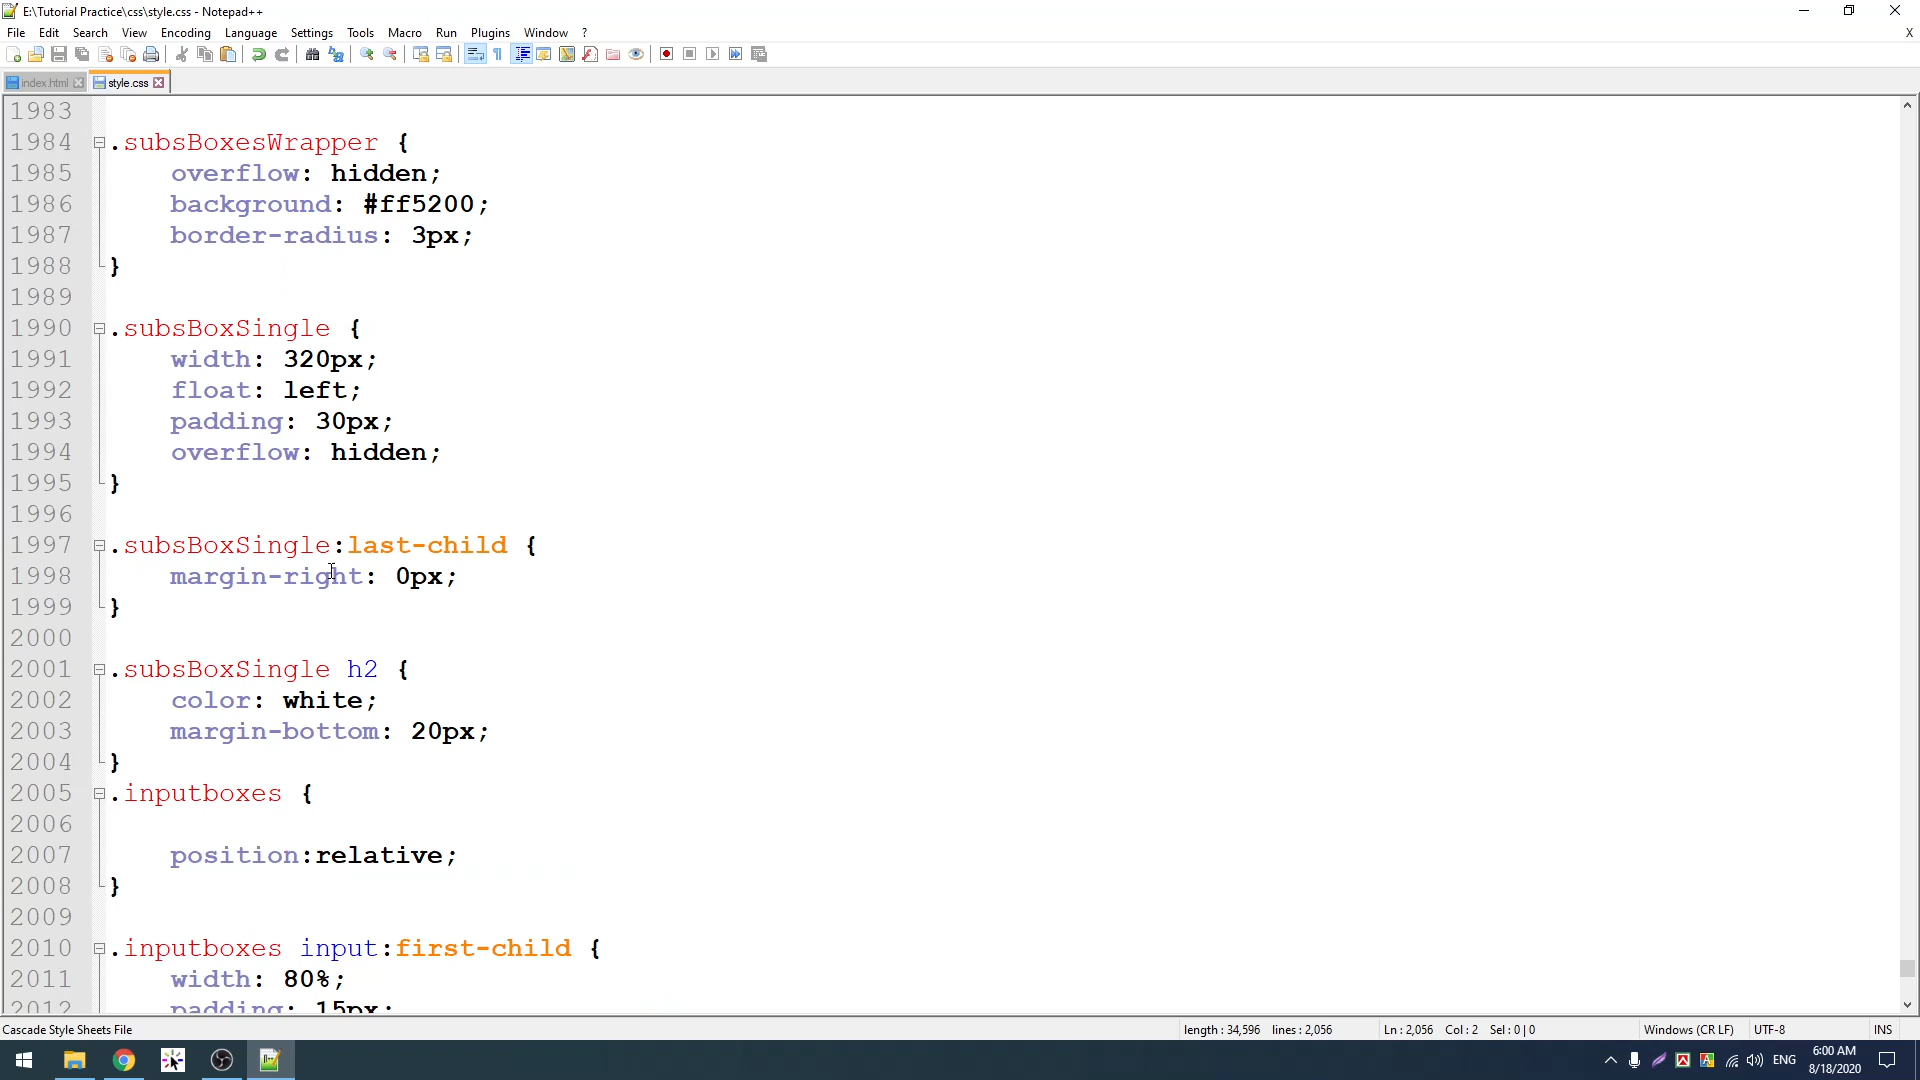 E:\Tutorial Practice\css\style.css - Notepad++
File Edit Search View Encoding Language Settings Tools Macro Run Plugins Window ? X
index.html style.css
1983
1984 .subsBoxesWrapper {
1985 overflow: hidden;
1986 background: #ff5200;
1987 border-radius: 3px;
1988 }
1989
1990 .subsBoxSingle {
1991 width: 320px;
1992 float: left;
1993 padding: 30px;
1994 overflow: hidden;
1995 }
1996
1997 .subsBoxSingle:last-child {
1998 margin-right: 0px;
1999 }
2000
2001 .subsBoxSingle h2 {
2002 color: white;
2003 margin-bottom: 20px;
2004 }
2005 .inputboxes {
2006
2007 position:relative;
2008 }
2009
2010 .inputboxes input:first-child {
2011 width: 80%;
2012 padding: 15px;
Cascade Style Sheets File length : 34,596 lines : 2,056 Ln : 2,056 Col : 2 Sel : 0 | 0 Windows (CR LF) UTF-8 INS
ENG 6:00 AM
8/18/2020